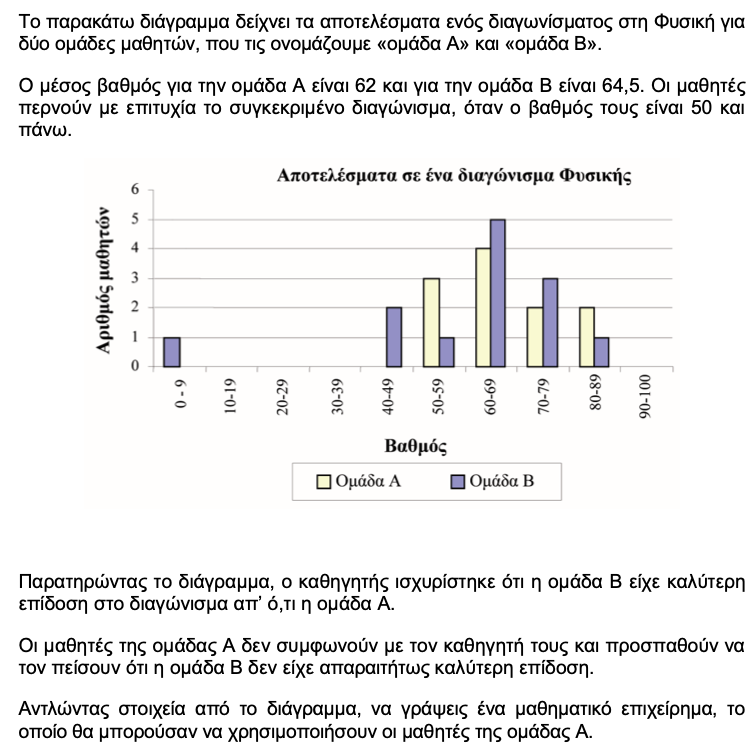 Το παρακάτω διάγραμμα δείχνει τα αποτελέσματα ενός διαγωνίσματος στη Φυσική για
δύο ομάδες μαθητών, που τις ονομάζουμε «ομάδα Α» και «ομάδα Β».
Ο μέσος βαθμός για την ομάδα Α είναι 62 και για την ομάδα Β είναι 64,5. Οι μαθητές
περνούν με επιτυχία το συγκεκριμένο διαγώνισμα, όταν ο βαθμός τους είναι 50 και
πάνω.
Αποτελέσματα σε ένα διαγώνισμα Φυσικής
Αριθμός μαθητών
6
5
4
3
2
1
0
0 - 9
10-19
20-29
30-39
40-49
50-59
60-69
70-79
80-89
90-100
Βαθμός
Ομάδα Α
Ομάδα Β
Παρατηρώντας το διάγραμμα, ο καθηγητής ισχυρίστηκε ότι η ομάδα Β είχε καλύτερη
επίδοση στο διαγώνισμα απ’ ό,τι η ομάδα Α.
Οι μαθητές της ομάδας Α δεν συμφωνούν με τον καθηγητή τους και προσπαθούν να
τον πείσουν ότι η ομάδα Β δεν είχε απαραιτήτως καλύτερη επίδοση.
Αντλώντας στοιχεία από το διάγραμμα, να γράψεις ένα μαθηματικό επιχείρημα, το
οποίο θα μπορούσαν να χρησιμοποιήσουν οι μαθητές της ομάδας Α.